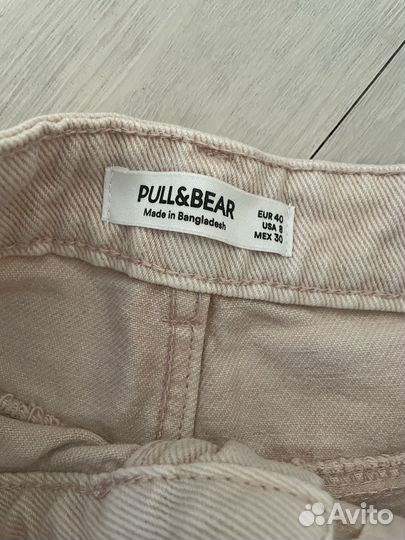 PULL&BEAR
Made in Bangladesh
EUR 40
USA 8
MEX 30
Avito